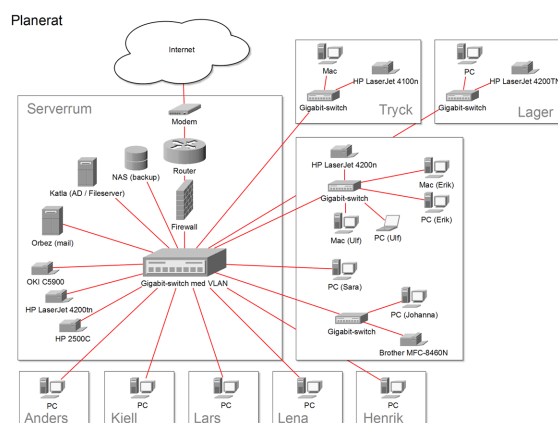 Planerat
Internet
Modem
Serverrum
Router
NAS (backup)
Katla (AD / Fileserver)
Firewall
Orbez (mail)
OKI C5900
Gigabit-switch med VLAN
HP LaserJet 4200tn
HP 2500C
Mac
HP LaserJet 4100n
Gigabit-switch
Tryck
PC
HP LaserJet 4200TN
Gigabit-switch
Lager
HP LaserJet 4200n
Gigabit-switch
Mac (Erik)
PC (Erik)
Mac (Ulf)
PC (Ulf)
PC (Sara)
PC (Johanna)
Gigabit-switch
Brother MFC-8460N
PC
Anders
PC
Kjell
PC
Lars
PC
Lena
PC
Henrik